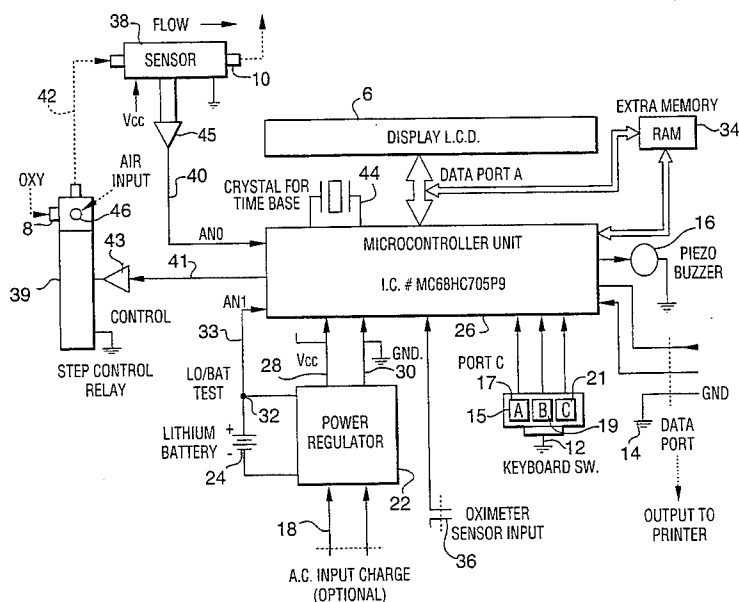 38
FLOW
SENSOR
10
42
Vcc
45
6
DISPLAY L.C.D.
EXTRA MEMORY
RAM
34
AIR
INPUT
OXY
8
46
40
CRYSTAL FOR
TIME BASE
44
DATA PORT A
AN0
MICROCONTROLLER UNIT
I.C. # MC68HC705P9
26
16
PIEZO
BUZZER
43
41
39
CONTROL
STEP CONTROL
RELAY
AN1
33
28
Vcc
GND.
30
LO/BAT
TEST
32
LITHIUM
BATTERY
+
-
24
POWER
REGULATOR
22
18
A.C. INPUT CHARGE
(OPTIONAL)
OXIMETER
SENSOR INPUT
36
PORT C
17
21
15
A
B
C
19
12
KEYBOARD SW.
GND
14
DATA
PORT
OUTPUT TO
PRINTER